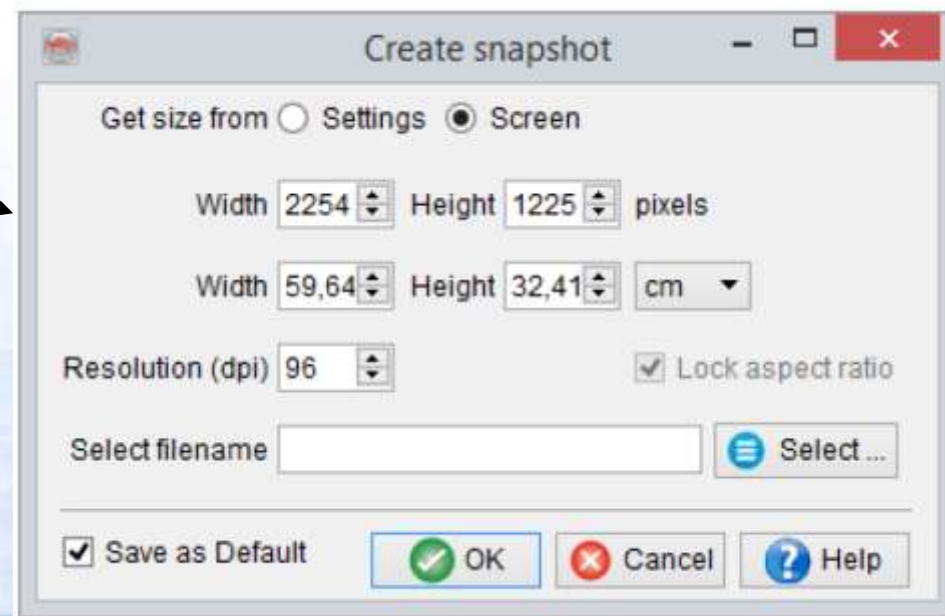 Create snapshot
Get size from Settings Screen
Width 2254 Height 1225 pixels
Width 59,64 Height 32,41 cm
Resolution (dpi) 96 Lock aspect ratio
Select filename Select ...
Save as Default OK Cancel Help